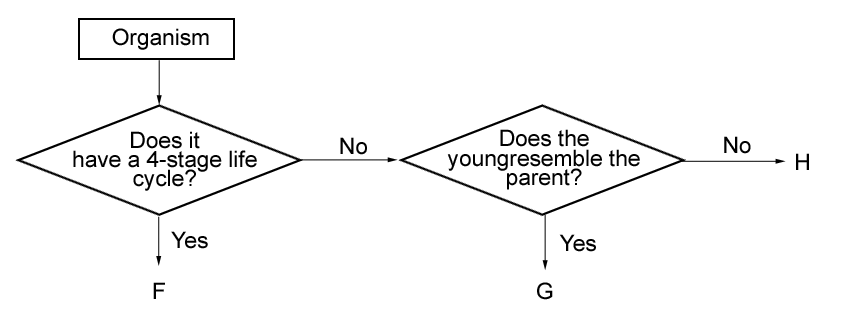 Organism
Does it
have a 4-stage life
cycle?
No
Does the
youngresemble the
parent?
No
H
Yes
F
Yes
G